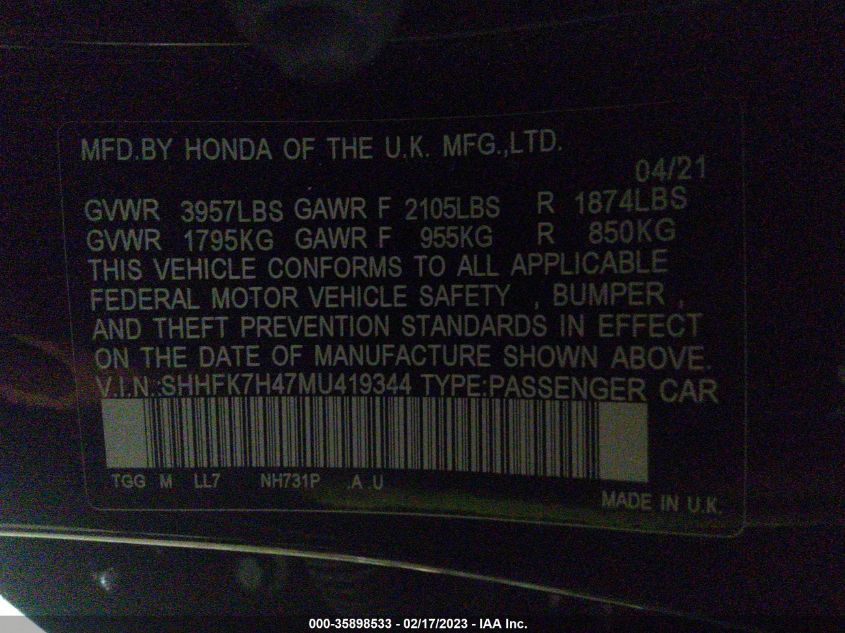 MFD.BY HONDA OF THE U.K. MFG.,LTD.
04/21
GVWR 3957LBS GAWR F 2105LBS R 1874LBS
GVWR 1795KG GAWR F 955KG R 850KG
THIS VEHICLE CONFORMS TO ALL APPLICABLE
FEDERAL MOTOR VEHICLE SAFETY , BUMPER ,
AND THEFT PREVENTION STANDARDS IN EFFECT
ON THE DATE OF MANUFACTURE SHOWN ABOVE.
V.I.N.:SHHFK7H47MU419344 TYPE:PASSENGER CAR
TGG M LL7 NH731P .A .U
MADE IN U.K.
000-35898533 - 02/17/2023 - IAA Inc.